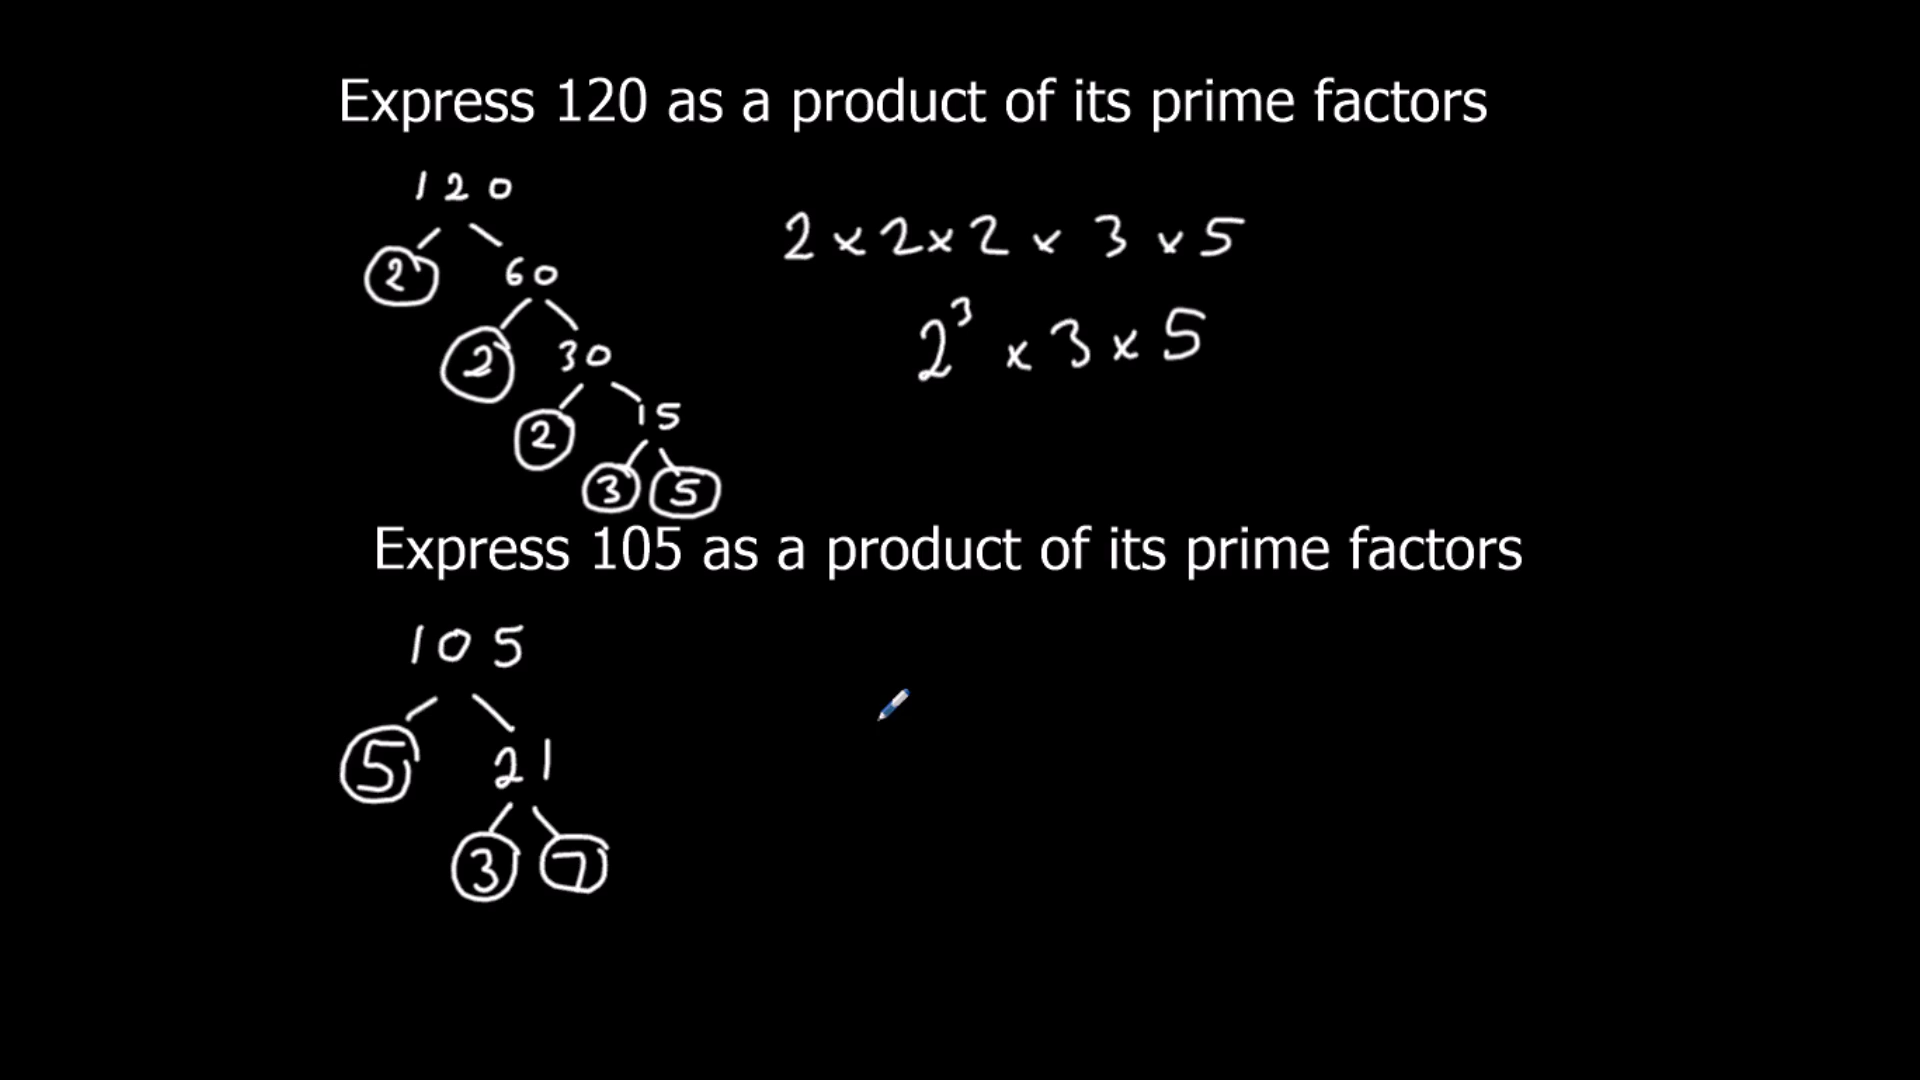 Express 120 as a product of its prime factors
120
2 60
2 × 2 × 2 × 3 × 5
2 30
2³ × 3 × 5
2 15
3 5
Express 105 as a product of its prime factors
105
5 21
3 7